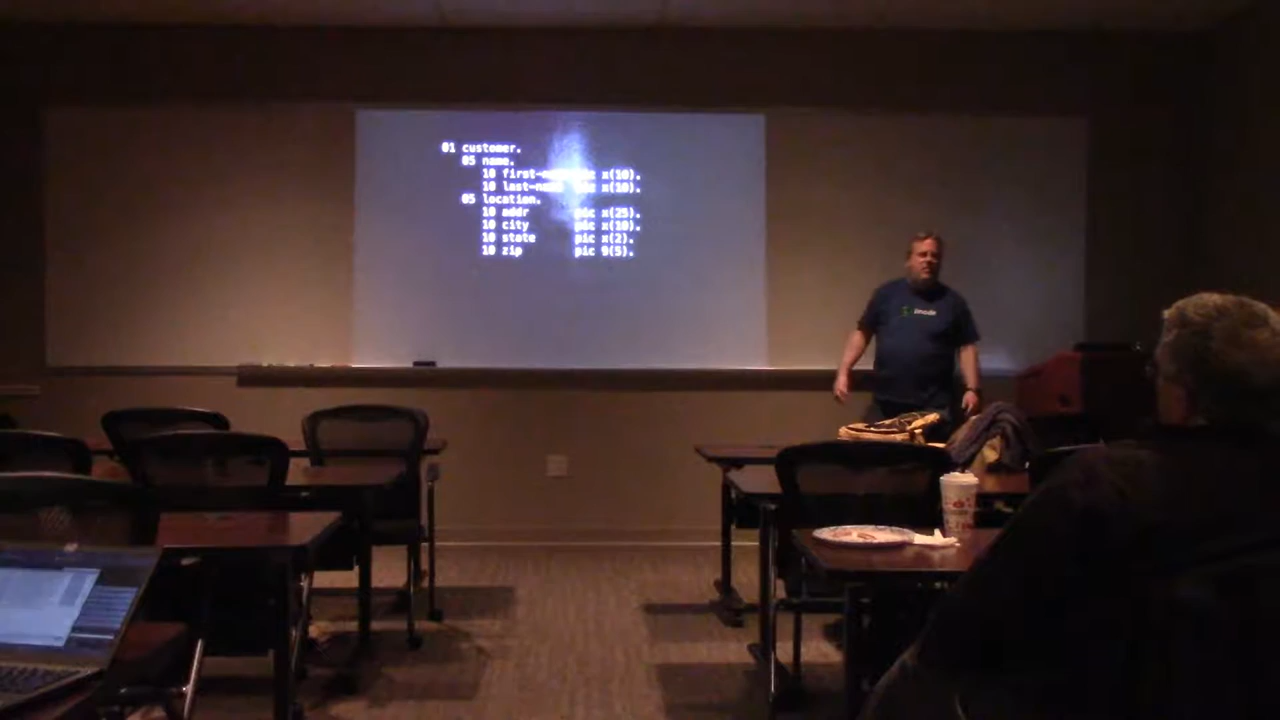 01 customer.
05 name.
10 first- x(10).
10 last- x(10).
05 location.
10 addr pic x(25).
10 city pic x(10).
10 state pic x(2).
10 zip pic 9(5).
linode